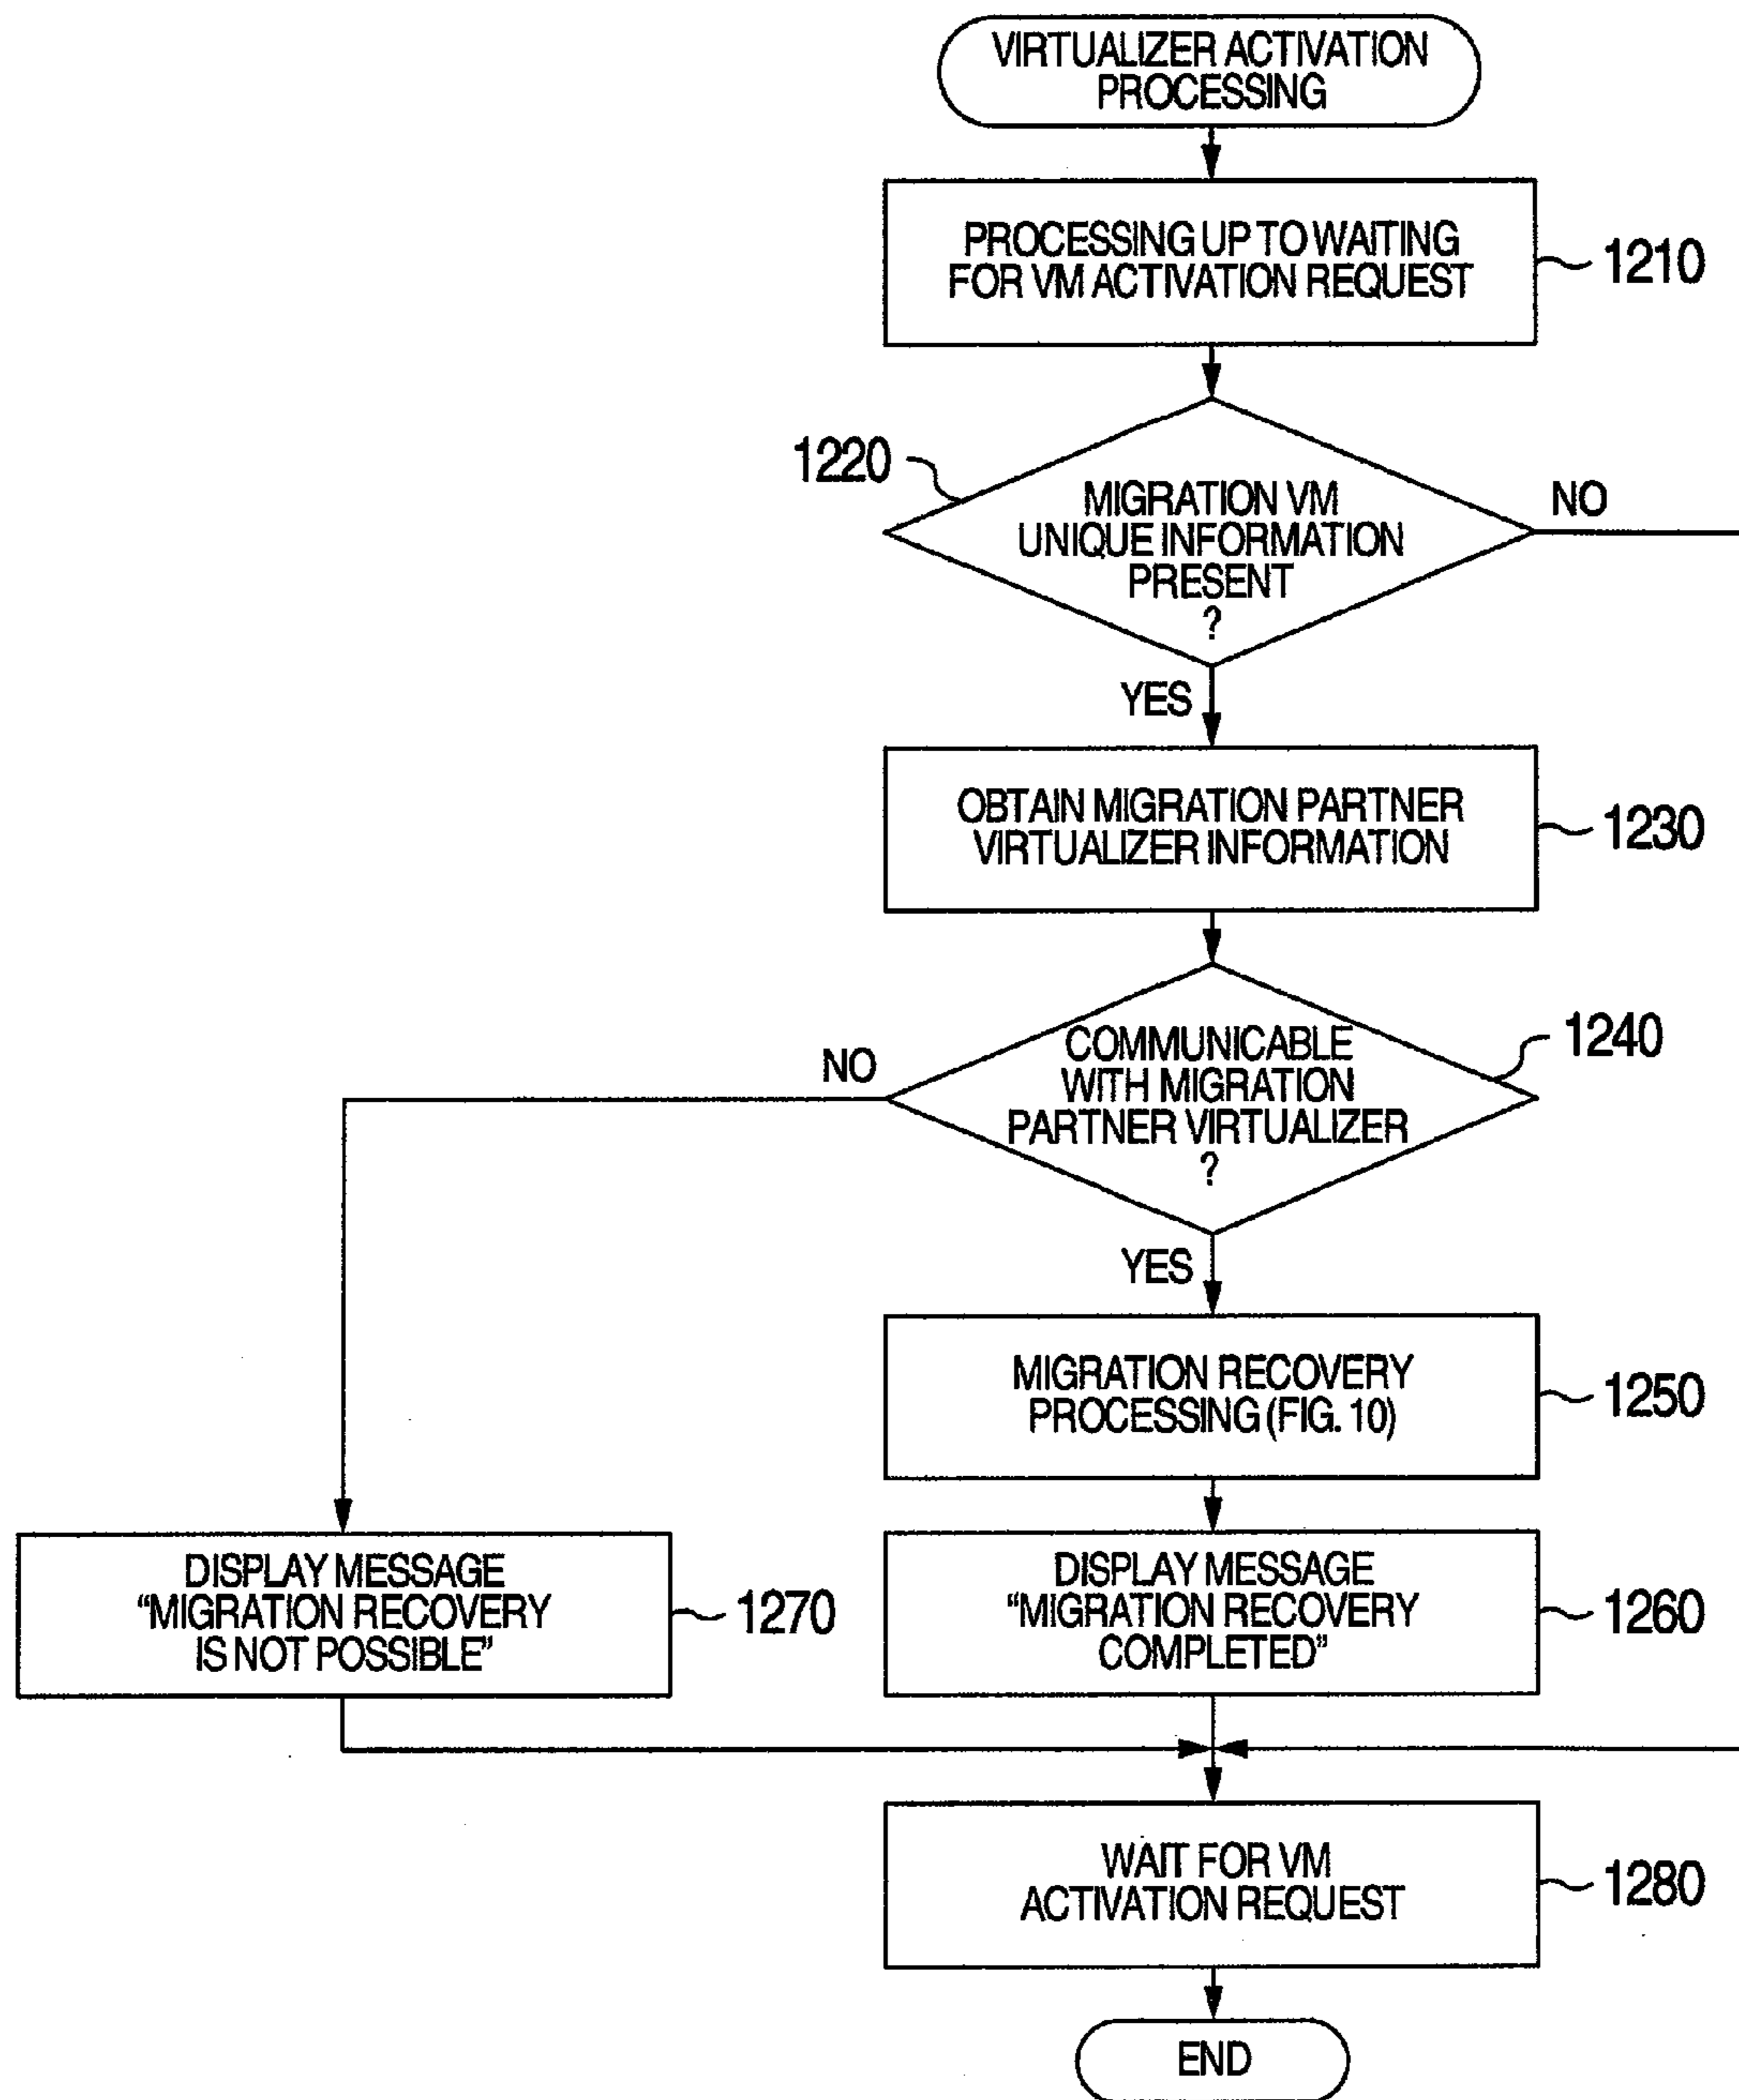 VIRTUALIZER ACTIVATION
PROCESSING
PROCESSING UP TO WAITING
FOR VM ACTIVATION REQUEST
1210
1220
MIGRATION VM
UNIQUE INFORMATION
PRESENT
?
NO
YES
OBTAIN MIGRATION PARTNER
VIRTUALIZER INFORMATION
1230
COMMUNICABLE
WITH MIGRATION
PARTNER VIRTUALIZER
?
1240
NO
YES
MIGRATION RECOVERY
PROCESSING (FIG. 10)
1250
DISPLAY MESSAGE
“MIGRATION RECOVERY
IS NOT POSSIBLE”
1270
DISPLAY MESSAGE
“MIGRATION RECOVERY
COMPLETED”
1260
WAIT FOR VM
ACTIVATION REQUEST
1280
END